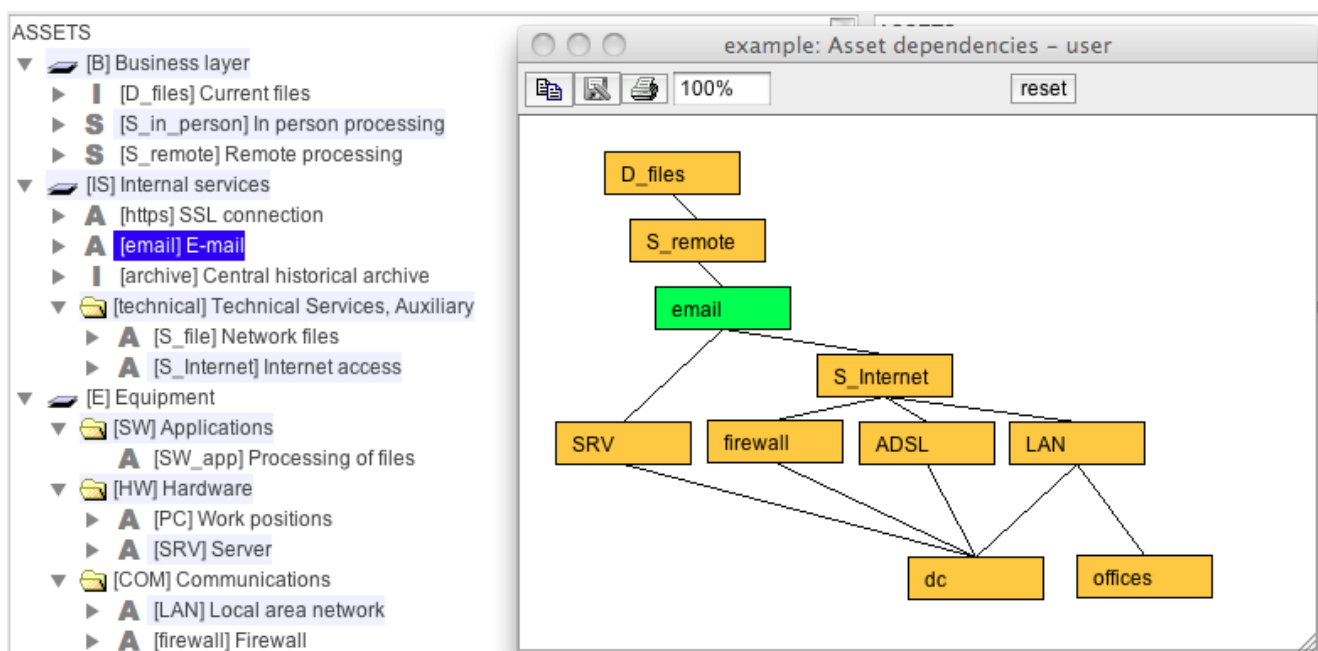 ASSETS
[B] Business layer
I [D_files] Current files
S [S_in_person] In person processing
S [S_remote] Remote processing
[IS] Internal services
A [https] SSL connection
A [email] E-mail
I [archive] Central historical archive
[technical] Technical Services, Auxiliary
A [S_file] Network files
A [S_Internet] Internet access
[E] Equipment
[SW] Applications
A [SW_app] Processing of files
[HW] Hardware
A [PC] Work positions
A [SRV] Server
[COM] Communications
A [LAN] Local area network
A [firewall] Firewall
example: Asset dependencies – user
100%
reset
D_files
S_remote
email
S_Internet
SRV
firewall
ADSL
LAN
dc
offices